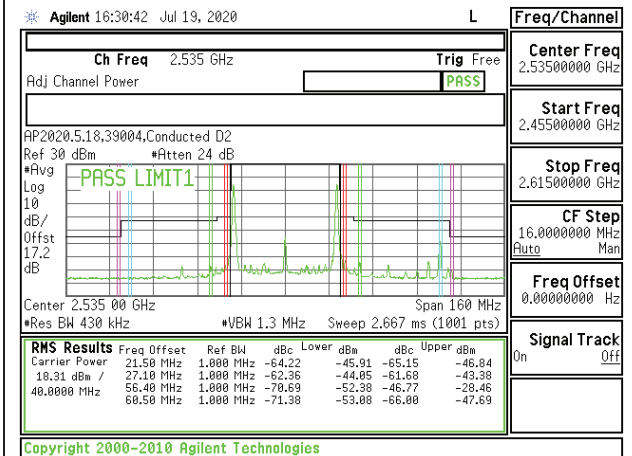 Agilent 16:30:42 Jul 19, 2020 L
Freq/Channel
Ch Freq 2.535 GHz Trig Free
Adj Channel Power PASS
AP2020.5.18,39004,Conducted D2
Ref 30 dBm #Atten 24 dB
#Avg
Log
10
dB/
Offst
17.2
dB
PASS LIMIT1
Center 2.535 00 GHz Span 160 MHz
#Res BW 430 kHz #VBW 1.3 MHz Sweep 2.667 ms (1001 pts)
RMS Results Freq Offset Ref BW dBc Lower dBm dBc Upper dBm
Carrier Power 21.50 MHz 1.000 MHz -64.22 -45.91 -65.15 -46.84
18.31 dBm / 27.10 MHz 1.000 MHz -62.36 -44.05 -61.68 -43.38
40.0000 MHz 56.40 MHz 1.000 MHz -70.69 -52.38 -46.77 -28.46
60.50 MHz 1.000 MHz -71.38 -53.08 -66.00 -47.69
Copyright 2000-2010 Agilent Technologies
Center Freq
2.53500000 GHz
Start Freq
2.45500000 GHz
Stop Freq
2.61500000 GHz
CF Step
16.0000000 MHz
Auto Man
Freq Offset
0.00000000 Hz
Signal Track
On Off